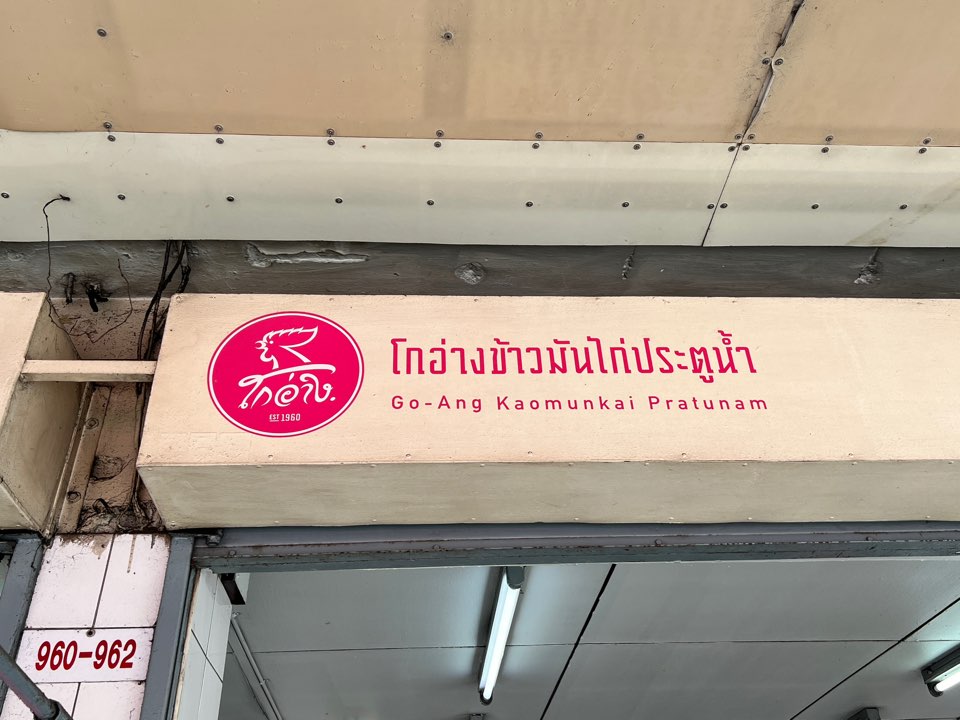 โกอ่าง.
EST 1960
โกอ่างข้าวมันไก่ประตูน้ำ
Go-Ang Kaomunkai Pratunam
960-962